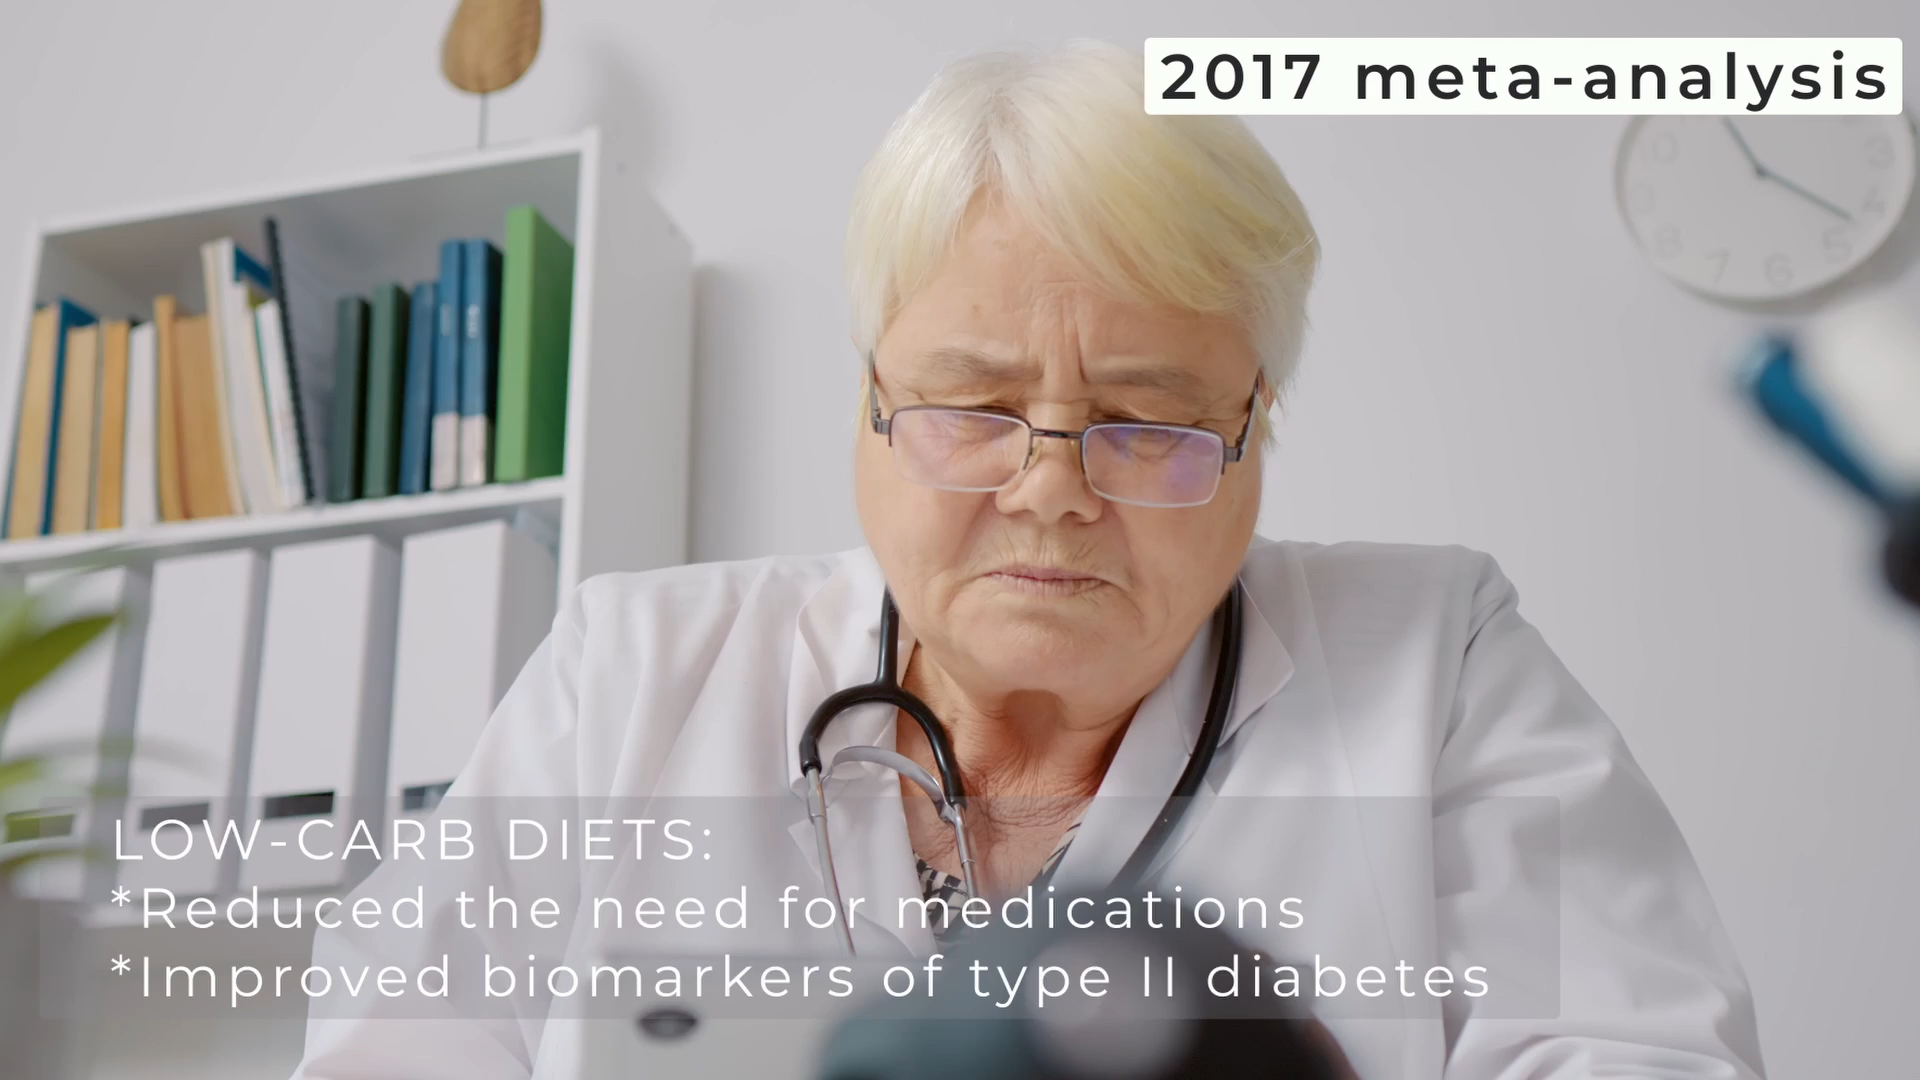 2017 meta-analysis
LOW-CARB DIETS:
*Reduced the need for medications
*Improved biomarkers of type II diabetes